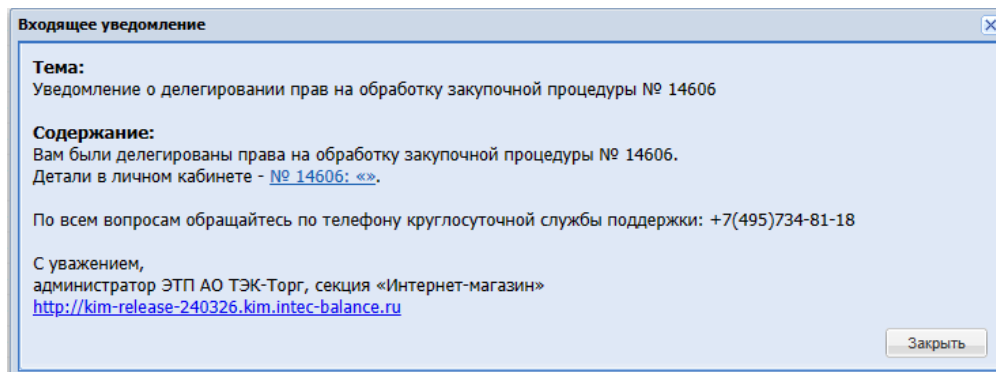 Входящее уведомление
Тема:
Уведомление о делегировании прав на обработку закупочной процедуры № 14606
Содержание:
Вам были делегированы права на обработку закупочной процедуры № 14606.
Детали в личном кабинете - № 14606: «».
По всем вопросам обращайтесь по телефону круглосуточной службы поддержки: +7(495)734-81-18
С уважением,
администратор ЭТП АО ТЭК-Торг, секция «Интернет-магазин»
http://kim-release-240326.kim.intec-balance.ru
Закрыть